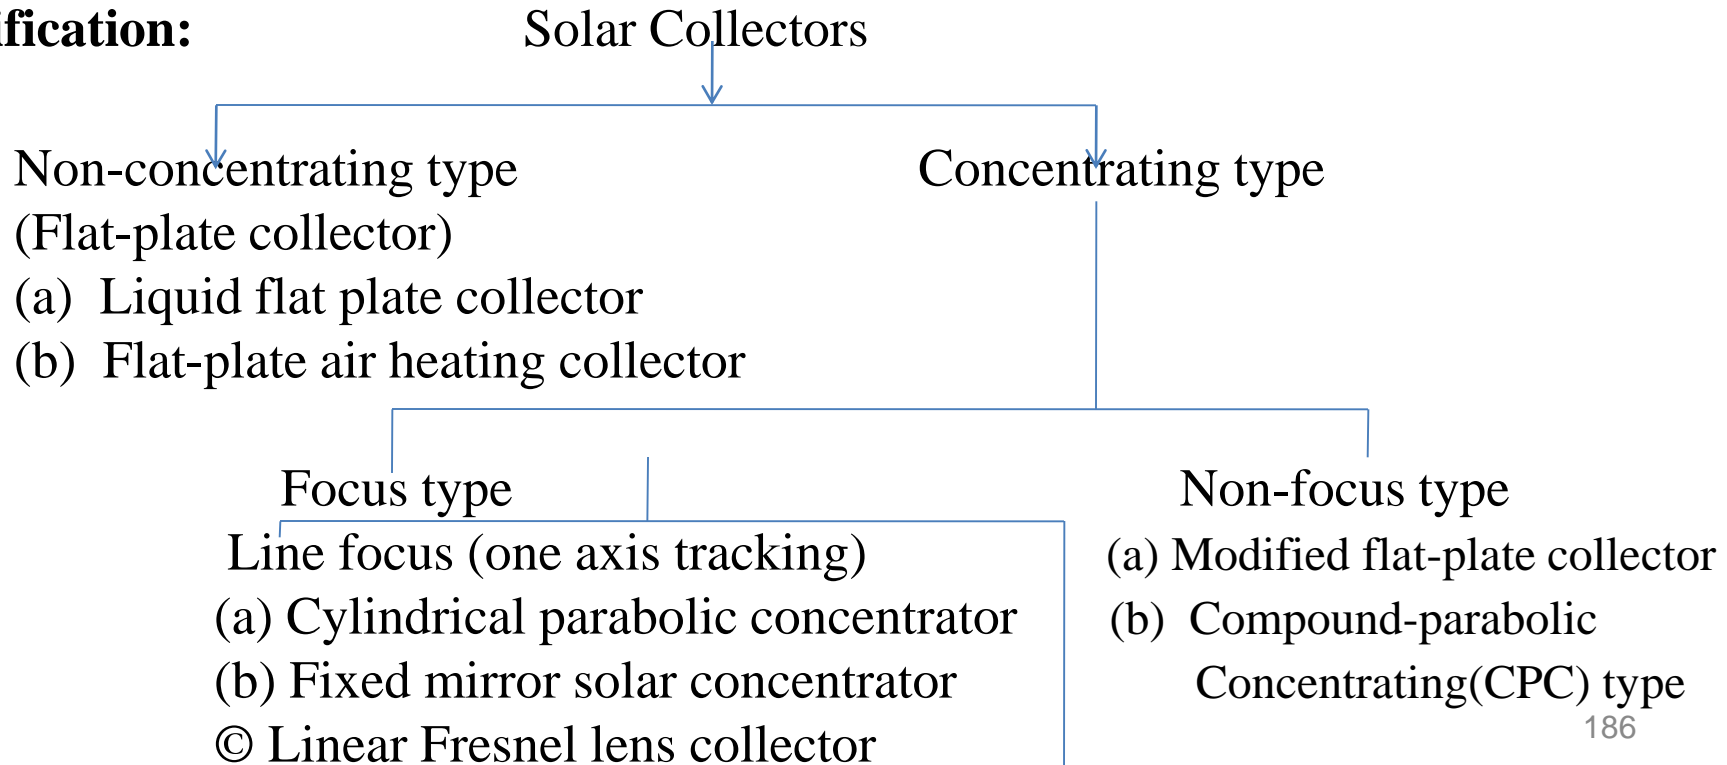 ification: Solar Collectors
Non-concentrating type
(Flat-plate collector)
(a) Liquid flat plate collector
(b) Flat-plate air heating collector
Concentrating type
Focus type
Line focus (one axis tracking)
(a) Cylindrical parabolic concentrator
(b) Fixed mirror solar concentrator
© Linear Fresnel lens collector
Non-focus type
(a) Modified flat-plate collector
(b) Compound-parabolic
Concentrating(CPC) type
186